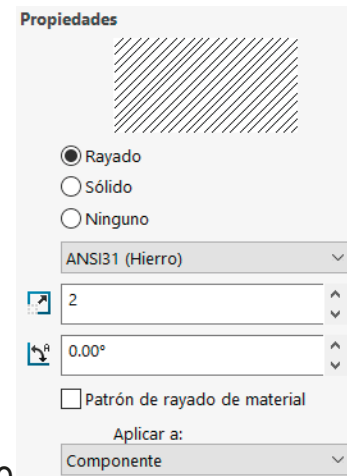 Propiedades
Rayado
Sólido
Ninguno
ANSI31 (Hierro)
2
0.00°
Patrón de rayado de material
Aplicar a:
Componente